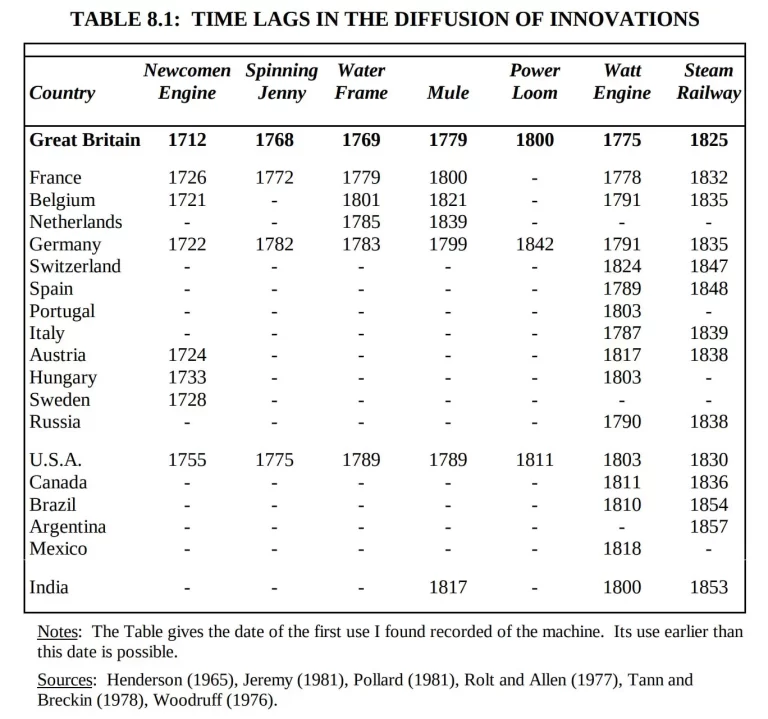 TABLE 8.1: TIME LAGS IN THE DIFFUSION OF INNOVATIONS
Newcomen Spinning Water Power Watt Steam
Country Engine Jenny Frame Mule Loom Engine Railway
Great Britain 1712 1768 1769 1779 1800 1775 1825
France 1726 1772 1779 1800 - 1778 1832
Belgium 1721 - 1801 1821 - 1791 1835
Netherlands - - 1785 1839 - - -
Germany 1722 1782 1783 1799 1842 1791 1835
Switzerland - - - - - 1824 1847
Spain - - - - - 1789 1848
Portugal - - - - - 1803 -
Italy - - - - - 1787 1839
Austria 1724 - - - - 1817 1838
Hungary 1733 - - - - 1803 -
Sweden 1728 - - - - - -
Russia - - - - - 1790 1838
U.S.A. 1755 1775 1789 1789 1811 1803 1830
Canada - - - - - 1811 1836
Brazil - - - - - 1810 1854
Argentina - - - - - - 1857
Mexico - - - - - 1818 -
India - - - 1817 - 1800 1853
Notes: The Table gives the date of the first use I found recorded of the machine. Its use earlier than
this date is possible.
Sources: Henderson (1965), Jeremy (1981), Pollard (1981), Rolt and Allen (1977), Tann and
Breckin (1978), Woodruff (1976).